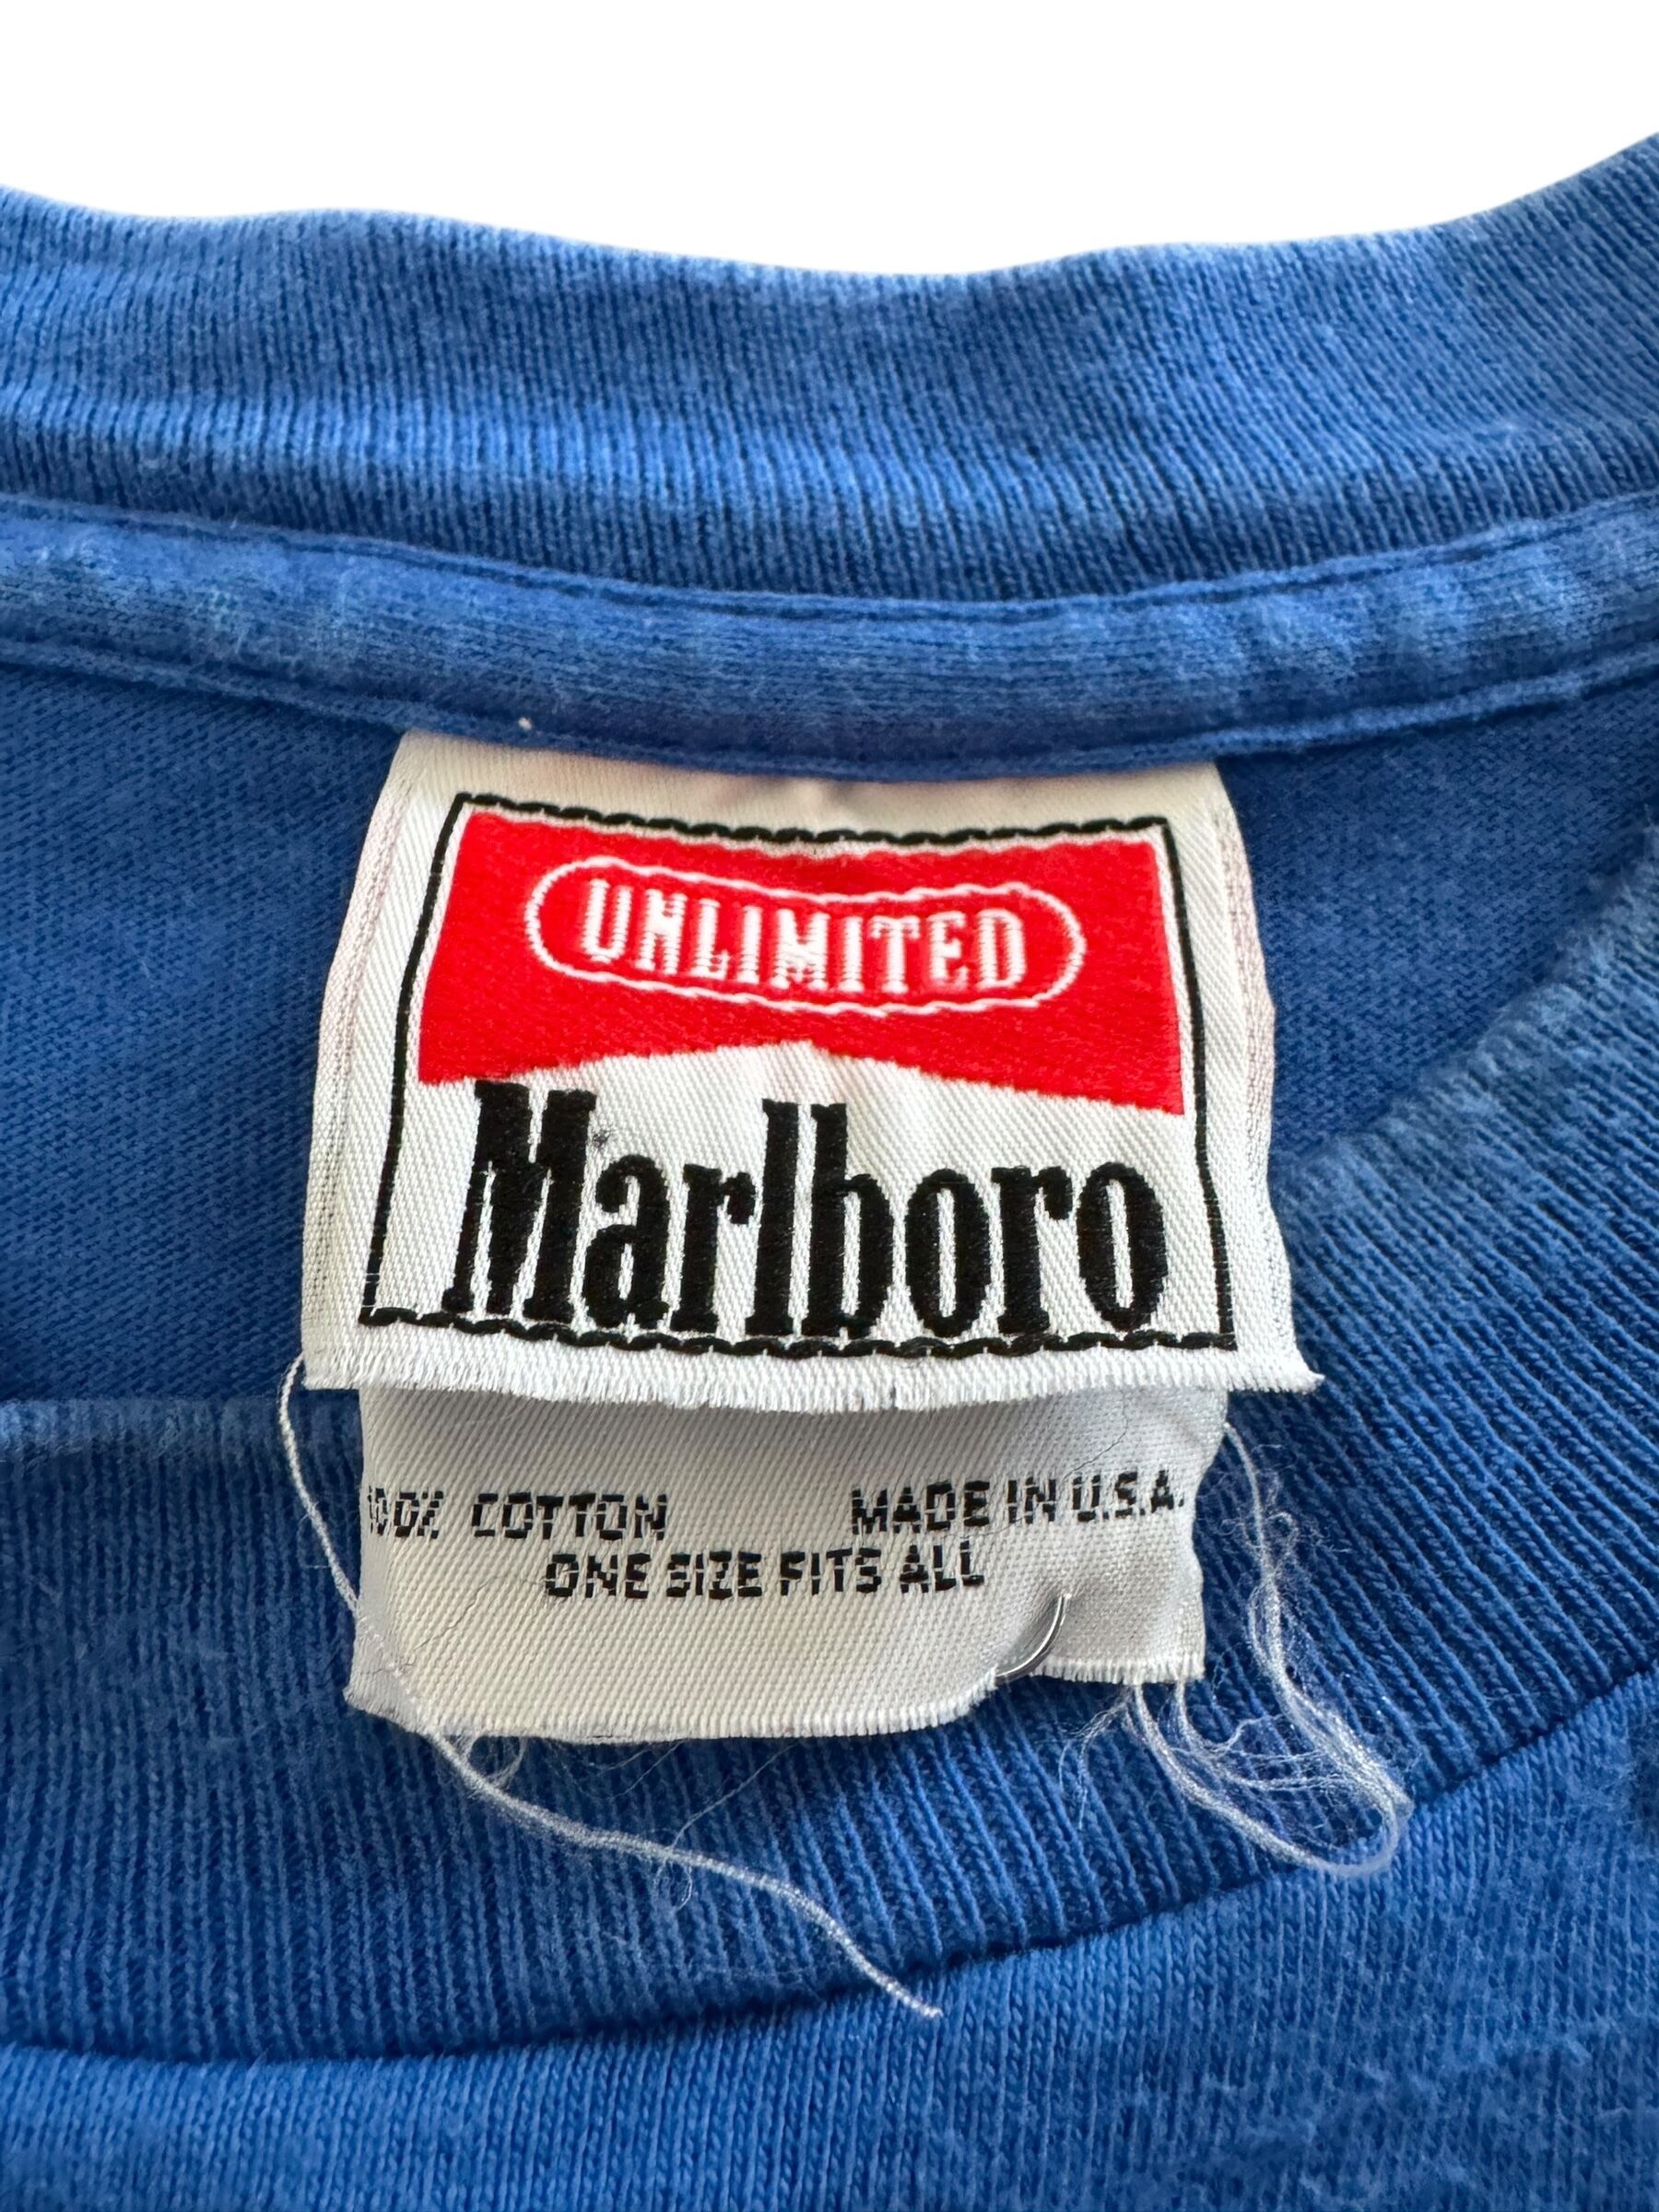 UNLIMITED
Marlboro
100% COTTON MADE IN U.S.A.
ONE SIZE FITS ALL